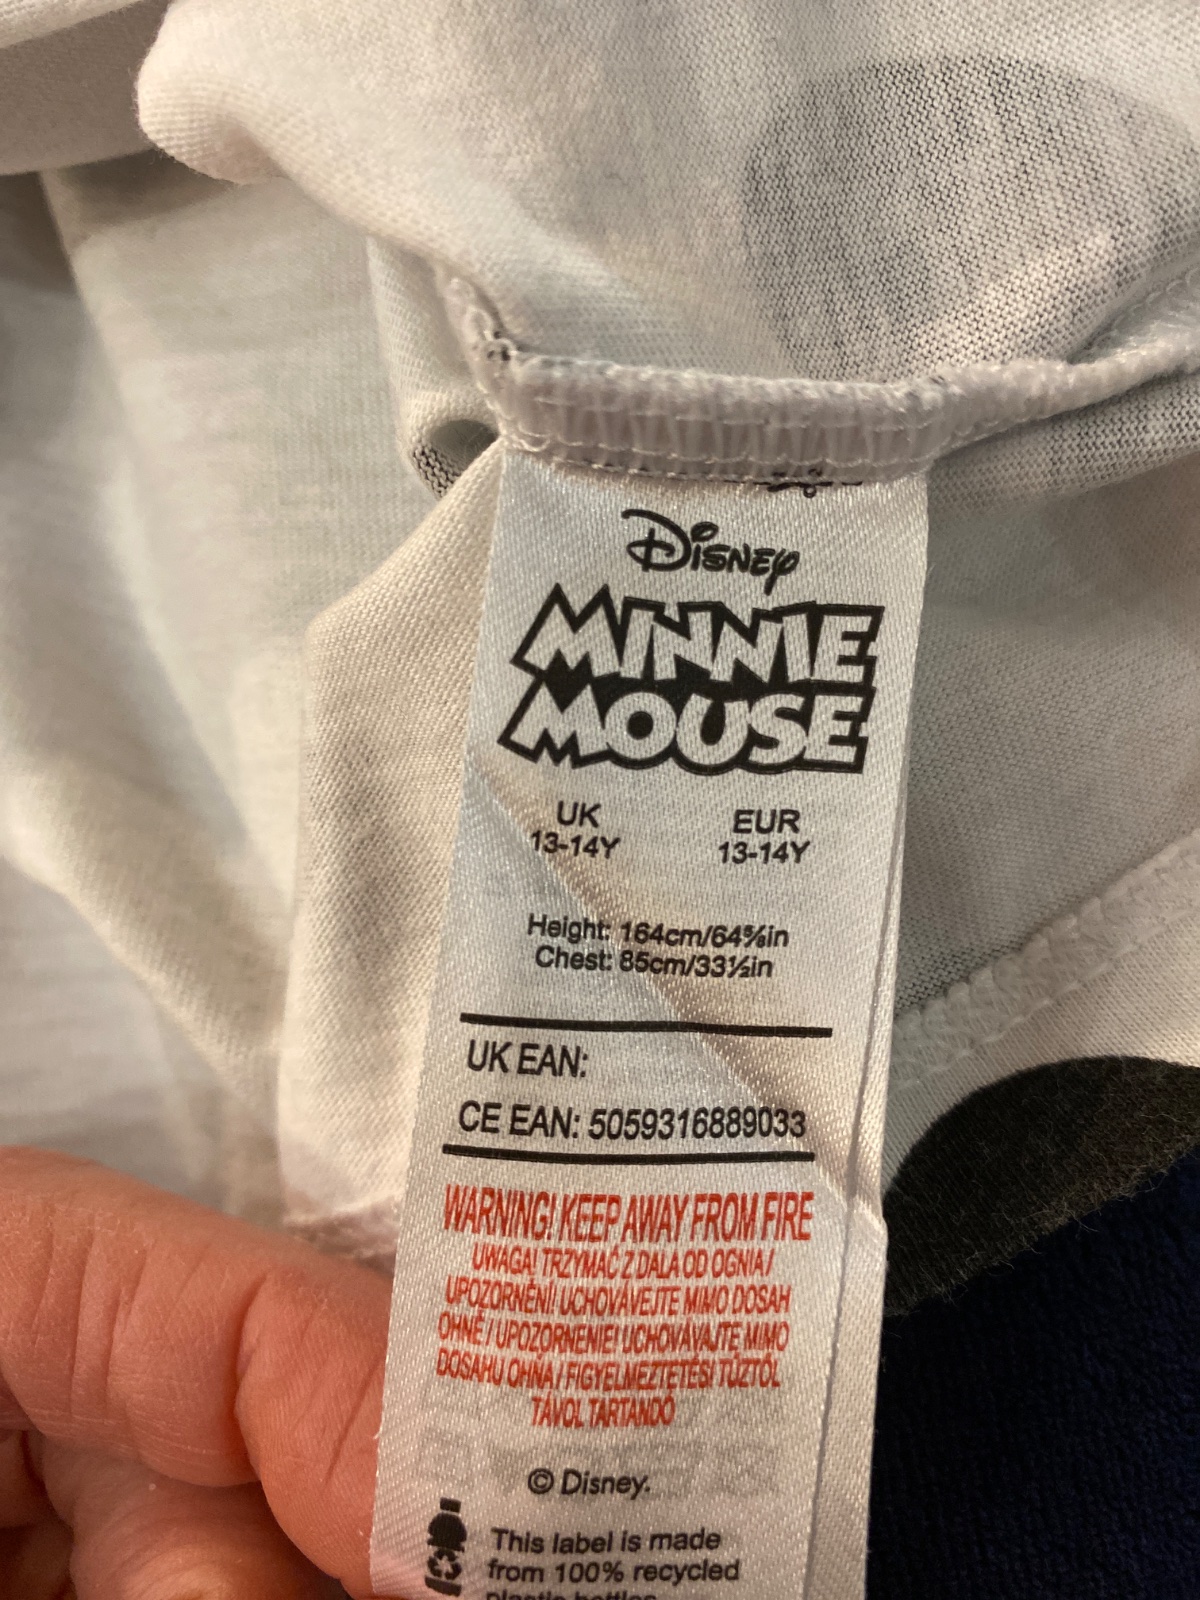 Disney
MINNIE
MOUSE
UK EUR
13-14Y 13-14Y
Height: 164cm/64⅝in
Chest: 85cm/33½in
UK EAN:
CE EAN: 5059316889033
WARNING! KEEP AWAY FROM FIRE
UWAGA! TRZYMAĆ Z DALA OD OGNIA /
UPOZORNĚNÍ! UCHOVÁVEJTE MIMO DOSAH
OHNĚ / UPOZORNENIE! UCHOVÁVAJTE MIMO
DOSAHU OHŇA / FIGYELMEZTETÉS! TŰZTŐL
TÁVOL TARTANDÓ
© Disney.
This label is made
from 100% recycled
plastic bottles